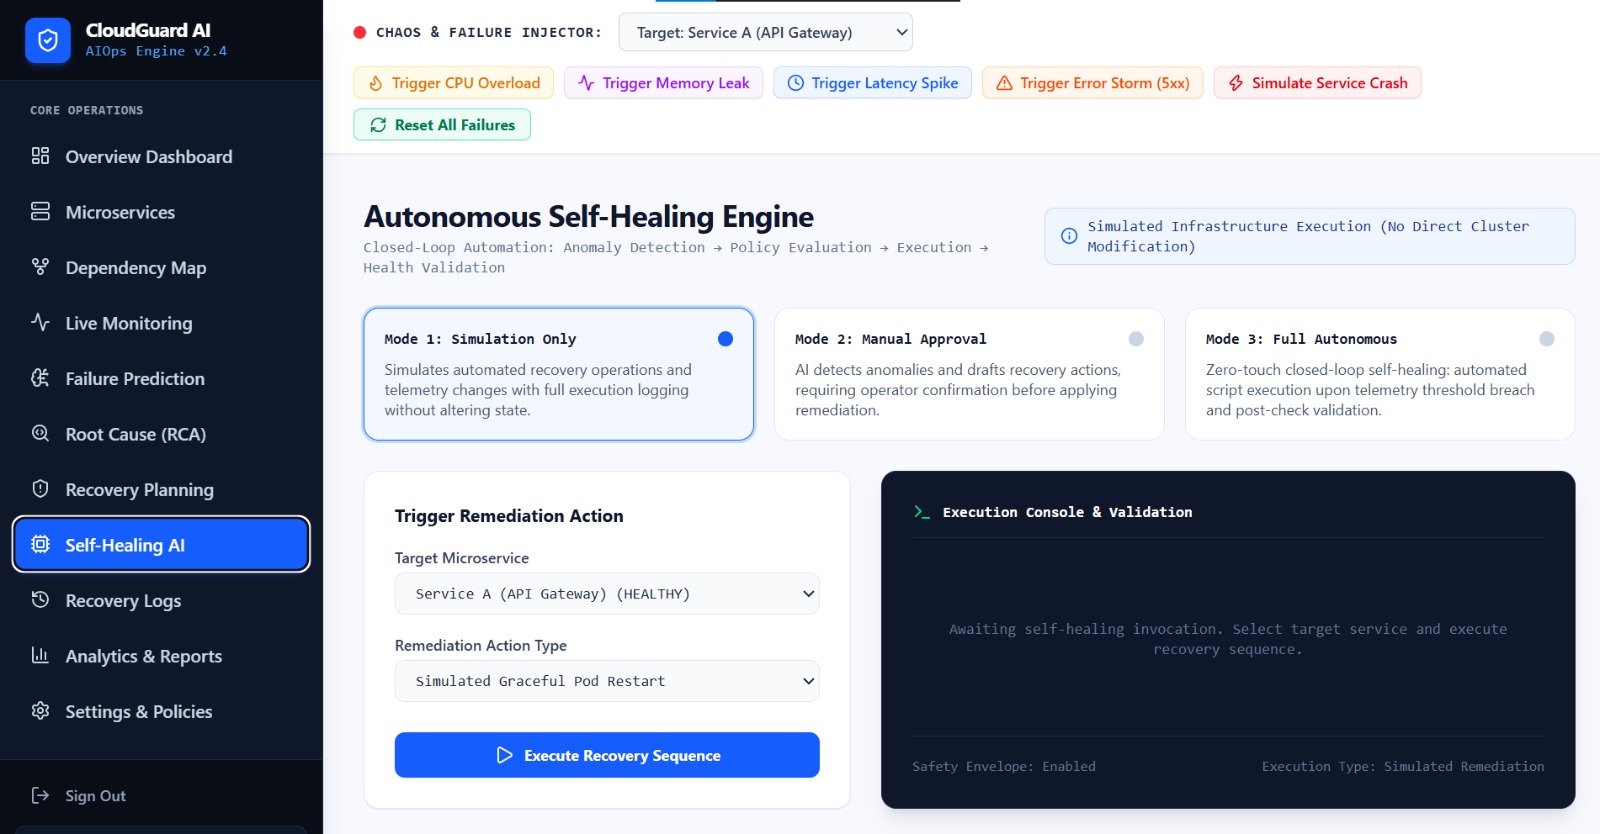 CloudGuard AI
AIOps Engine v2.4
CORE OPERATIONS
Overview Dashboard
Microservices
Dependency Map
Live Monitoring
Failure Prediction
Root Cause (RCA)
Recovery Planning
Self-Healing AI
Recovery Logs
Analytics & Reports
Settings & Policies
Sign Out
CHAOS & FAILURE INJECTOR:
Target: Service A (API Gateway)
Trigger CPU Overload
Trigger Memory Leak
Trigger Latency Spike
Trigger Error Storm (5xx)
Simulate Service Crash
Reset All Failures
Autonomous Self-Healing Engine
Closed-Loop Automation: Anomaly Detection → Policy Evaluation → Execution →
Health Validation
Simulated Infrastructure Execution (No Direct Cluster
Modification)
Mode 1: Simulation Only
Simulates automated recovery operations and
telemetry changes with full execution logging
without altering state.
Mode 2: Manual Approval
AI detects anomalies and drafts recovery actions,
requiring operator confirmation before applying
remediation.
Mode 3: Full Autonomous
Zero-touch closed-loop self-healing: automated
script execution upon telemetry threshold breach
and post-check validation.
Trigger Remediation Action
Target Microservice
Service A (API Gateway) (HEALTHY)
Remediation Action Type
Simulated Graceful Pod Restart
Execute Recovery Sequence
Execution Console & Validation
Awaiting self-healing invocation. Select target service and execute
recovery sequence.
Safety Envelope: Enabled
Execution Type: Simulated Remediation